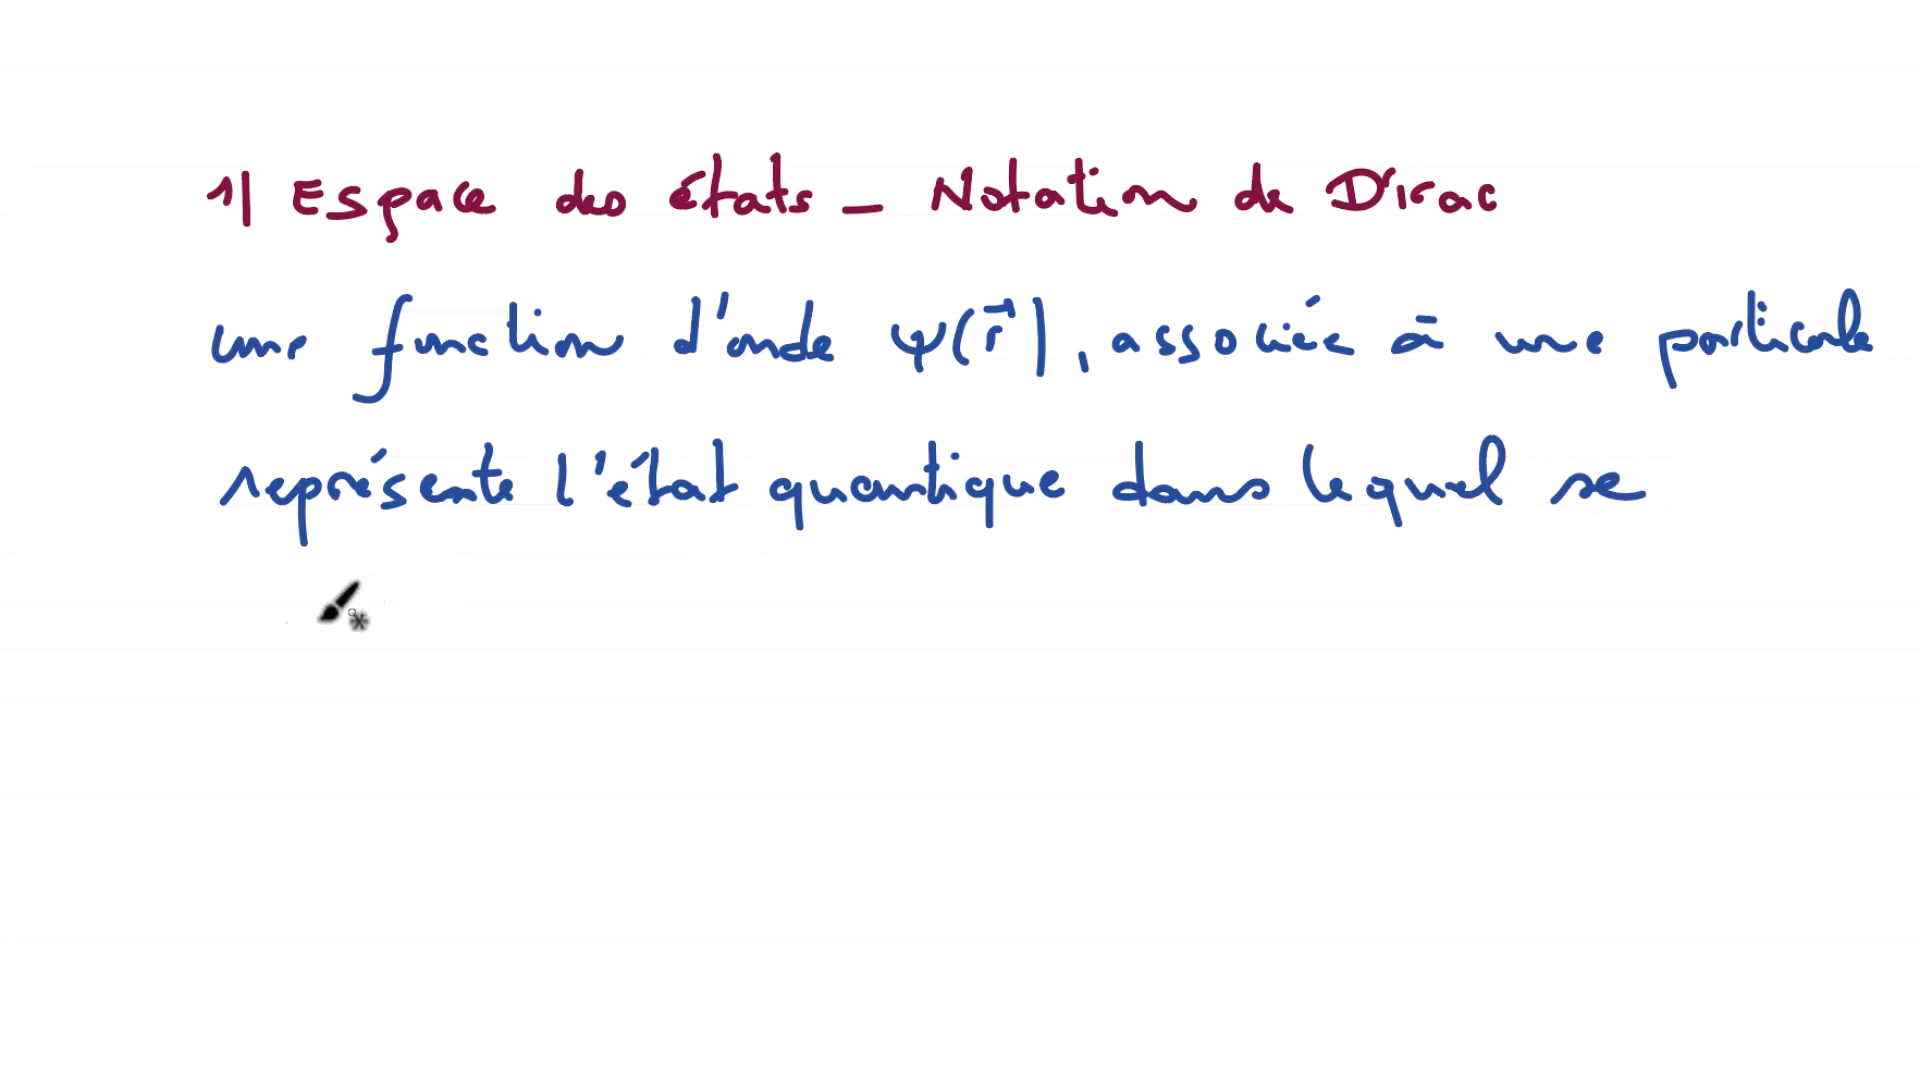 1) Espace des états - Notation de Dirac
une fonction d'onde ψ(r⃗), associée à une particule
représente l'état quantique dans lequel se